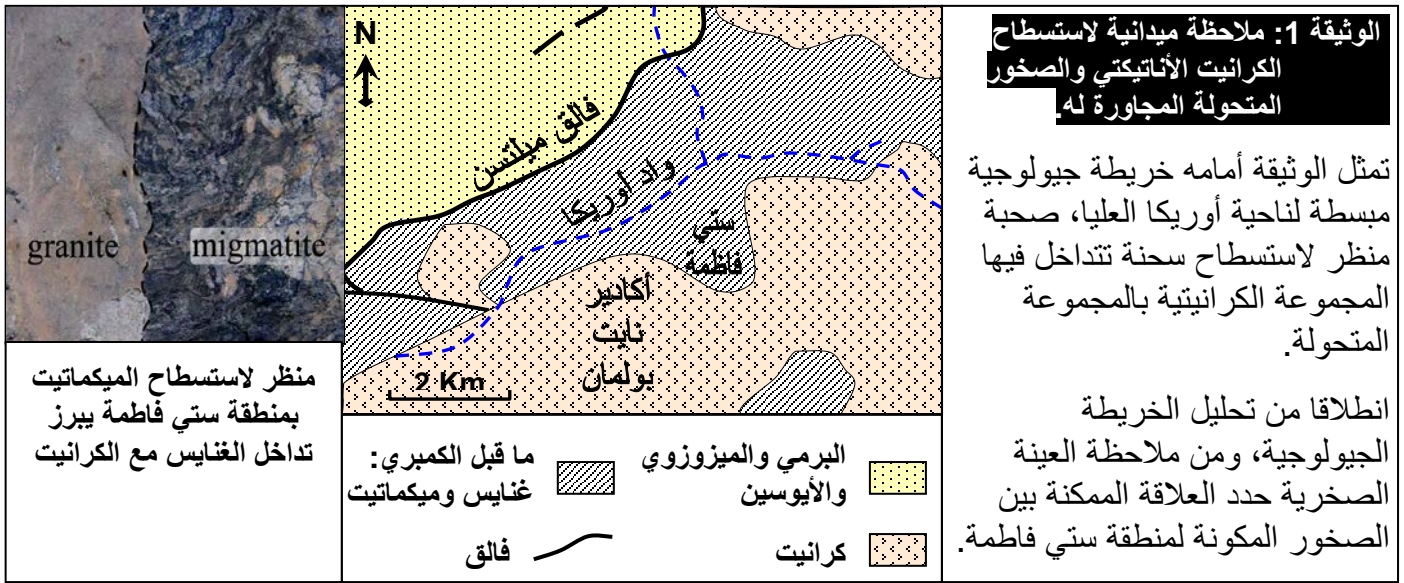 الوثيقة 1: ملاحظة ميدانية لاستسطاح
الكرانيت الأناتيكتي والصخور
المتحولة المجاورة له.
تمثل الوثيقة أمامه خريطة جيولوجية
مبسطة لناحية أوريكا العليا، صحبة
منظر لاستسطاح سحنة تتداخل فيها
المجموعة الكرانيتية بالمجموعة
المتحولة.
انطلاقا من تحليل الخريطة
الجيولوجية، ومن ملاحظة العينة
الصخرية حدد العلاقة الممكنة بين
الصخور المكونة لمنطقة ستي فاطمة.
N
فالق ميلتسن
واد أوريكا
ستي
فاظمة
أكادير
نايت
بولمان
2 Km
البرمي والميزوزوي
والأيوسين
ما قبل الكمبري:
غنايس وميكماتيت
كرانيت
فالق
granite
migmatite
منظر لاستسطاح الميكماتيت
بمنطقة ستي فاطمة يبرز
تداخل الغنايس مع الكرانيت